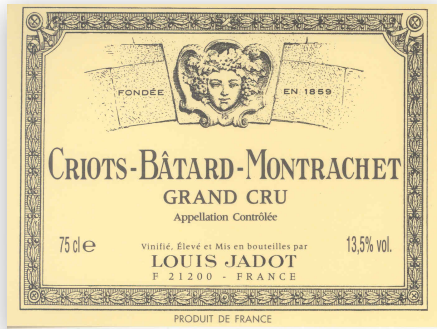 FONDÉE EN 1859
CRIOTS-BÂTARD-MONTRACHET
GRAND CRU
Appellation Contrôlée
75 cl e Vinifié, Élevé et Mis en bouteilles par 13,5% vol.
LOUIS JADOT
F 21200 - FRANCE
PRODUIT DE FRANCE